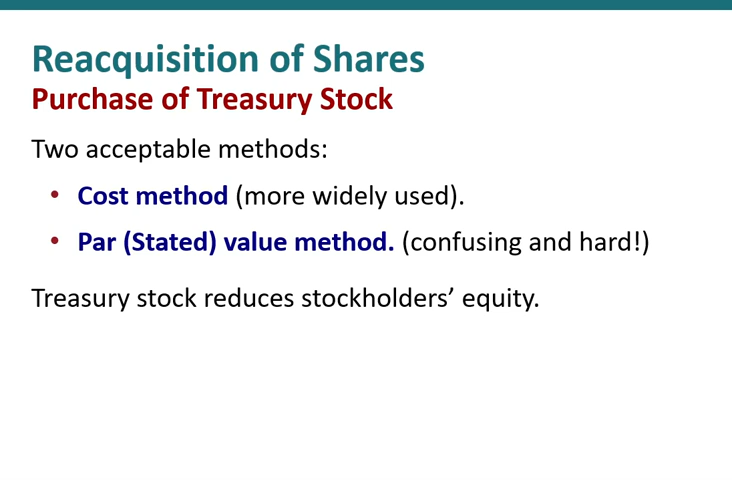 Reacquisition of Shares
Purchase of Treasury Stock
Two acceptable methods:
• Cost method (more widely used).
• Par (Stated) value method. (confusing and hard!)
Treasury stock reduces stockholders’ equity.